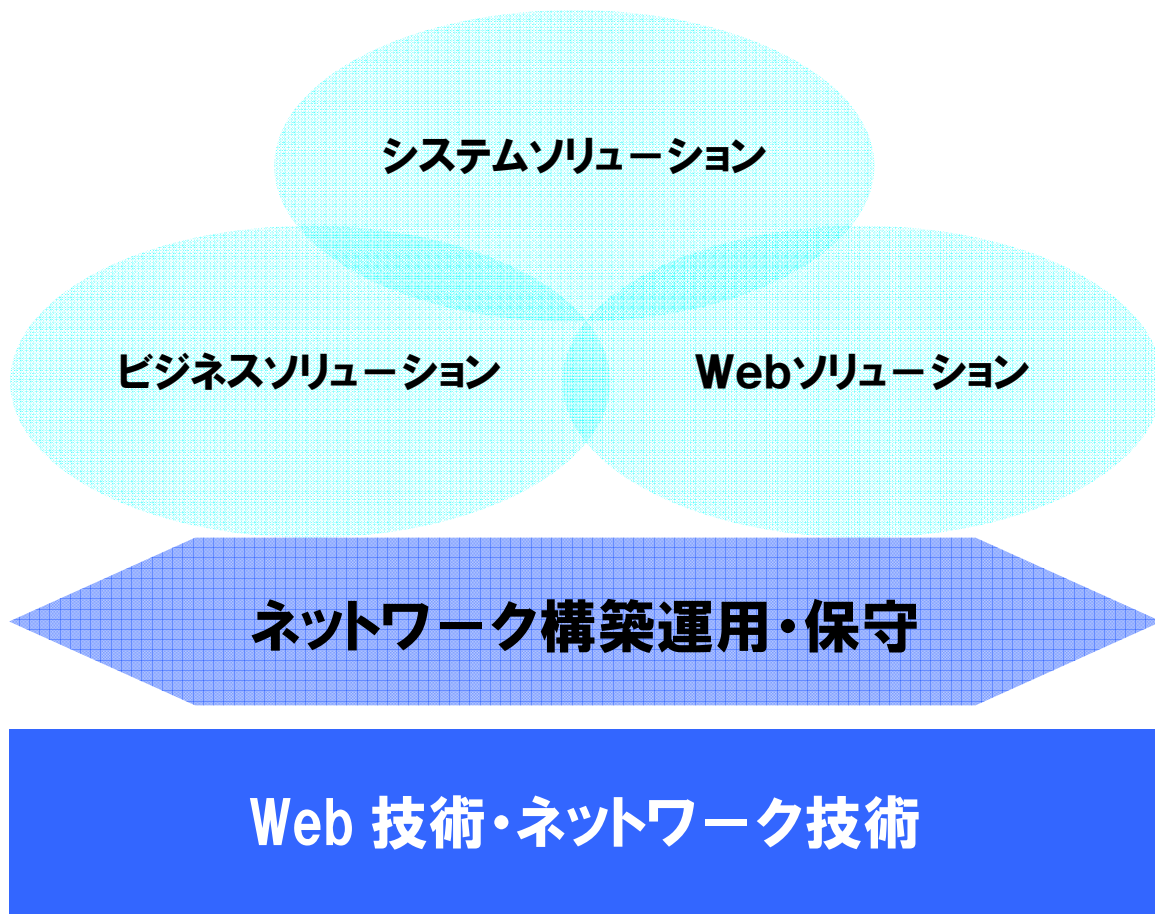 システムソリューション
ビジネスソリューション
Webソリューション
ネットワーク構築運用・保守
Web 技術・ネットワーク技術